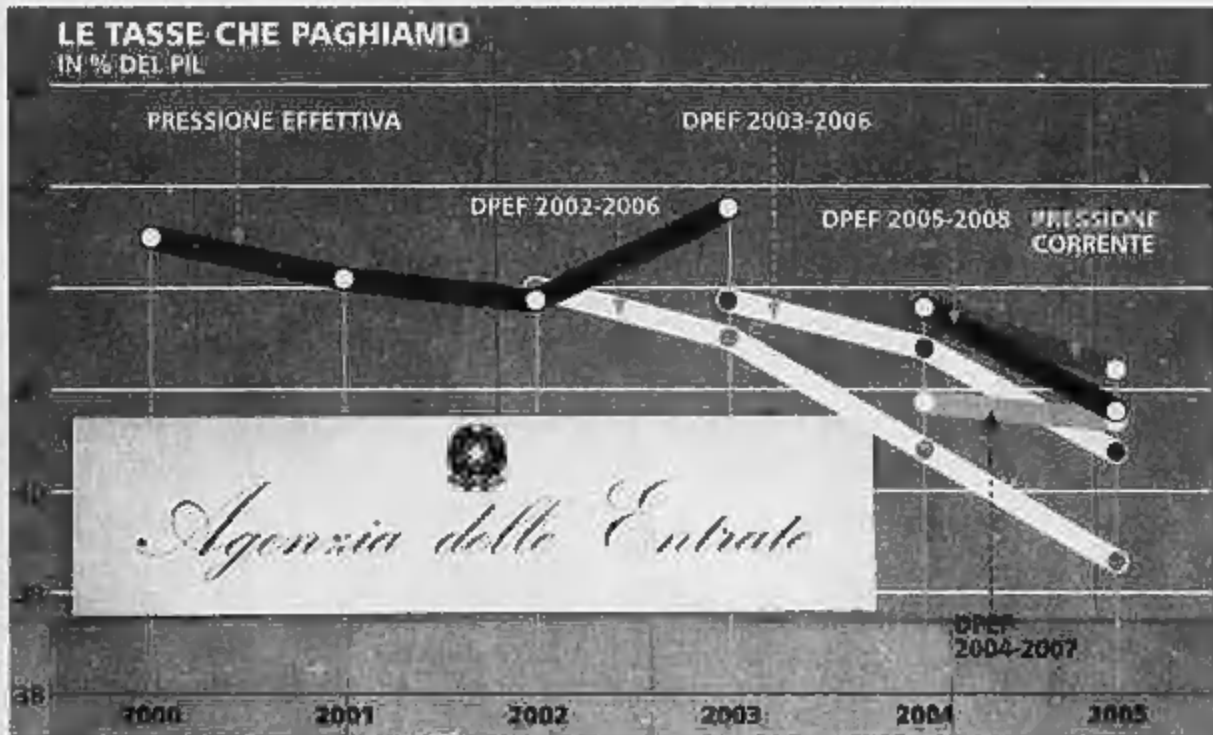 LE TASSE CHE PAGHIAMO
IN % DEL PIL
PRESSIONE EFFETTIVA
DPEF 2003-2006
DPEF 2002-2006
DPEF 2005-2008
PRESSIONE
CORRENTE
Agenzia delle Entrate
DPEF
2004-2007
38
2000 2001 2002 2003 2004 2005